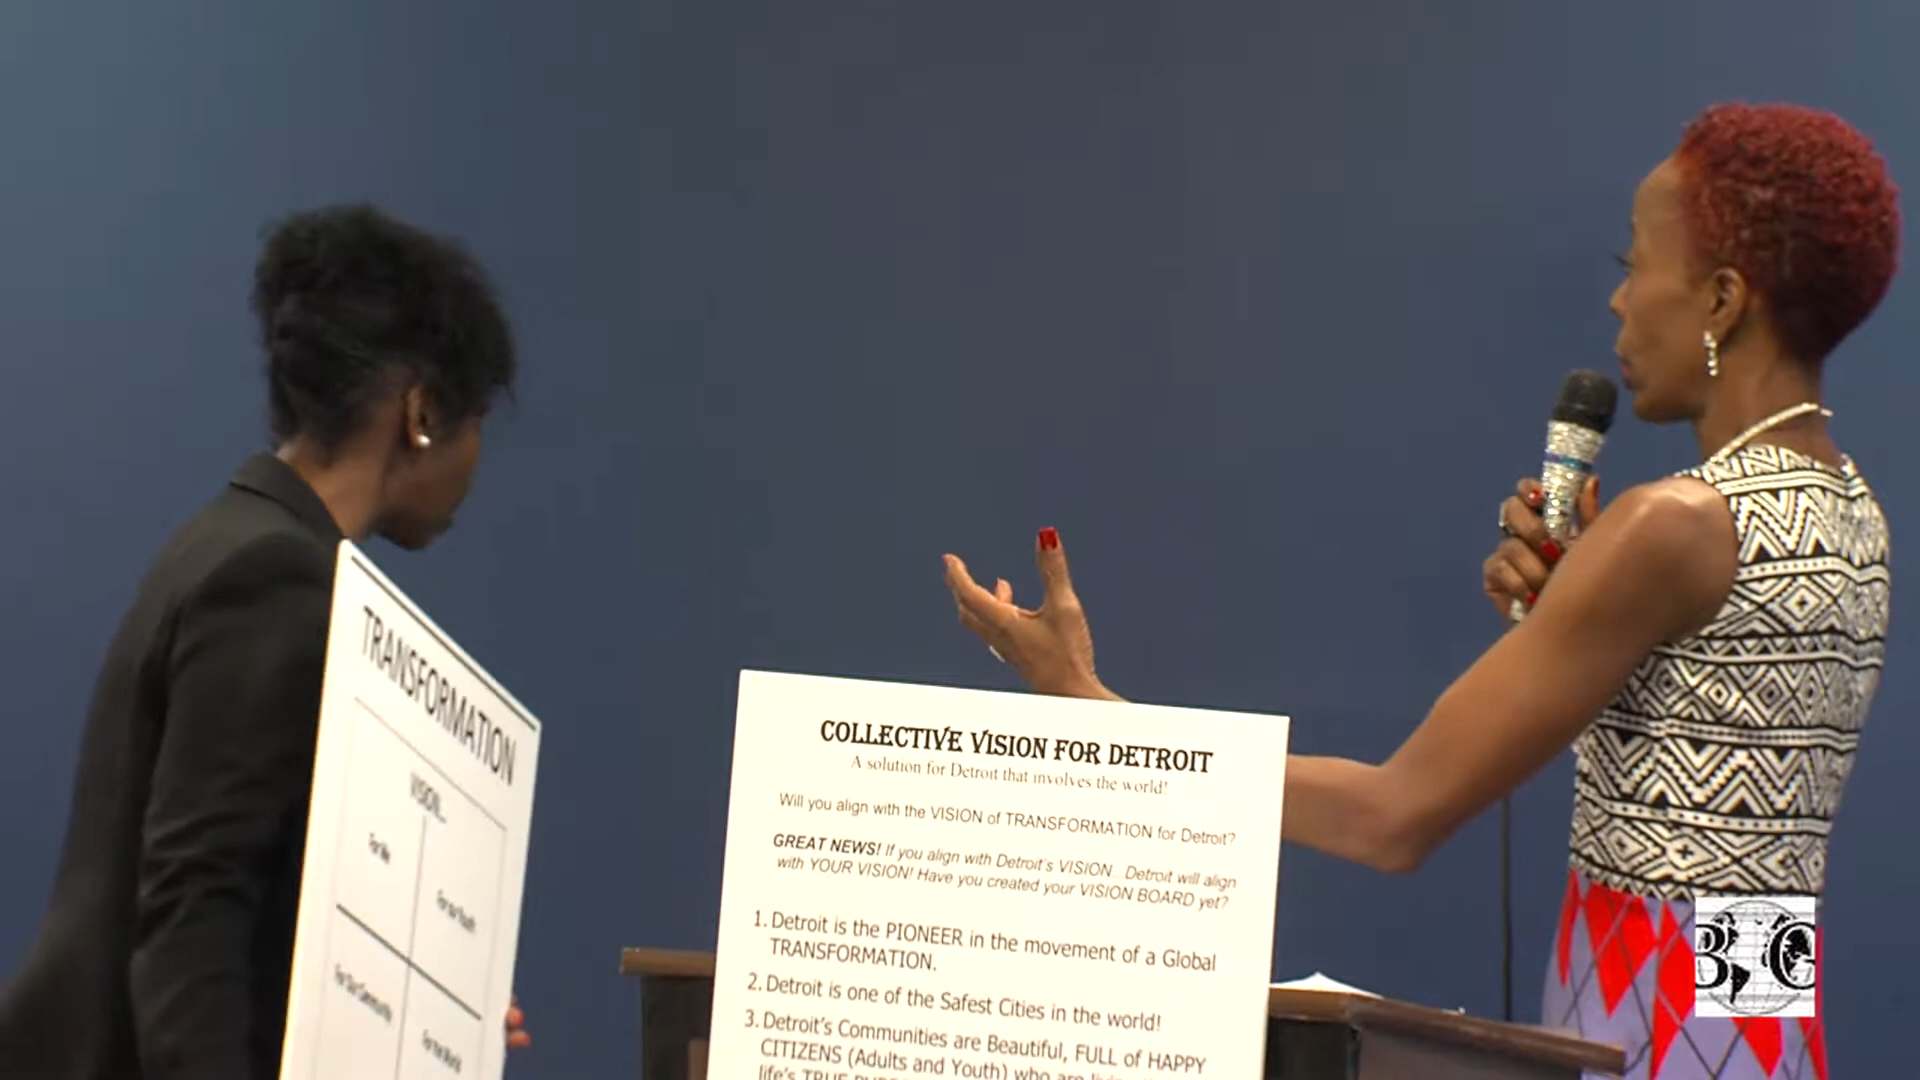 TRANSFORMATION
VISION...
For Me
For our Youth
For Our Community
For the World
COLLECTIVE VISION FOR DETROIT
A solution for Detroit that involves the world!
Will you align with the VISION of TRANSFORMATION for Detroit?
GREAT NEWS! If you align with Detroit's VISION... Detroit will align
with YOUR VISION! Have you created your VISION BOARD yet?
1. Detroit is the PIONEER in the movement of a Global
TRANSFORMATION.
2. Detroit is one of the Safest Cities in the world!
3. Detroit's Communities are Beautiful, FULL of HAPPY
CITIZENS (Adults and Youth) who are
life's TRUE
B C